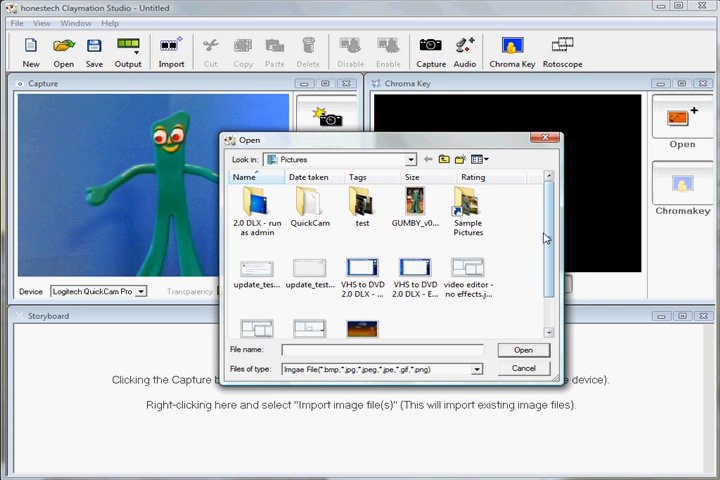 honestech Claymation Studio - Untitled
File View Window Help
New Open Save Output Import Cut Copy Paste Delete Disable Enable Capture Audio Chroma Key Rotoscope
Capture
Chroma Key
Open
Chromakey
Device Logitech QuickCam Pro Transparency
Open
Look in: Pictures
Name Date taken Tags Size Rating
2.0 DLX - run as admin
QuickCam
test
GUMBY_v0...
Sample Pictures
update_tes...
update_test...
VHS to DVD 2.0 DLX - ...
VHS to DVD 2.0 DLX - E...
video editor - no effects.j...
File name: Open
Files of type: Imgae File(*.bmp,*.jpg,*.jpeg,*.jpe,*.gif,*.png) Cancel
Storyboard
Clicking the Capture b e device).
Right-clicking here and select "Import image file(s)" (This will import existing image files).